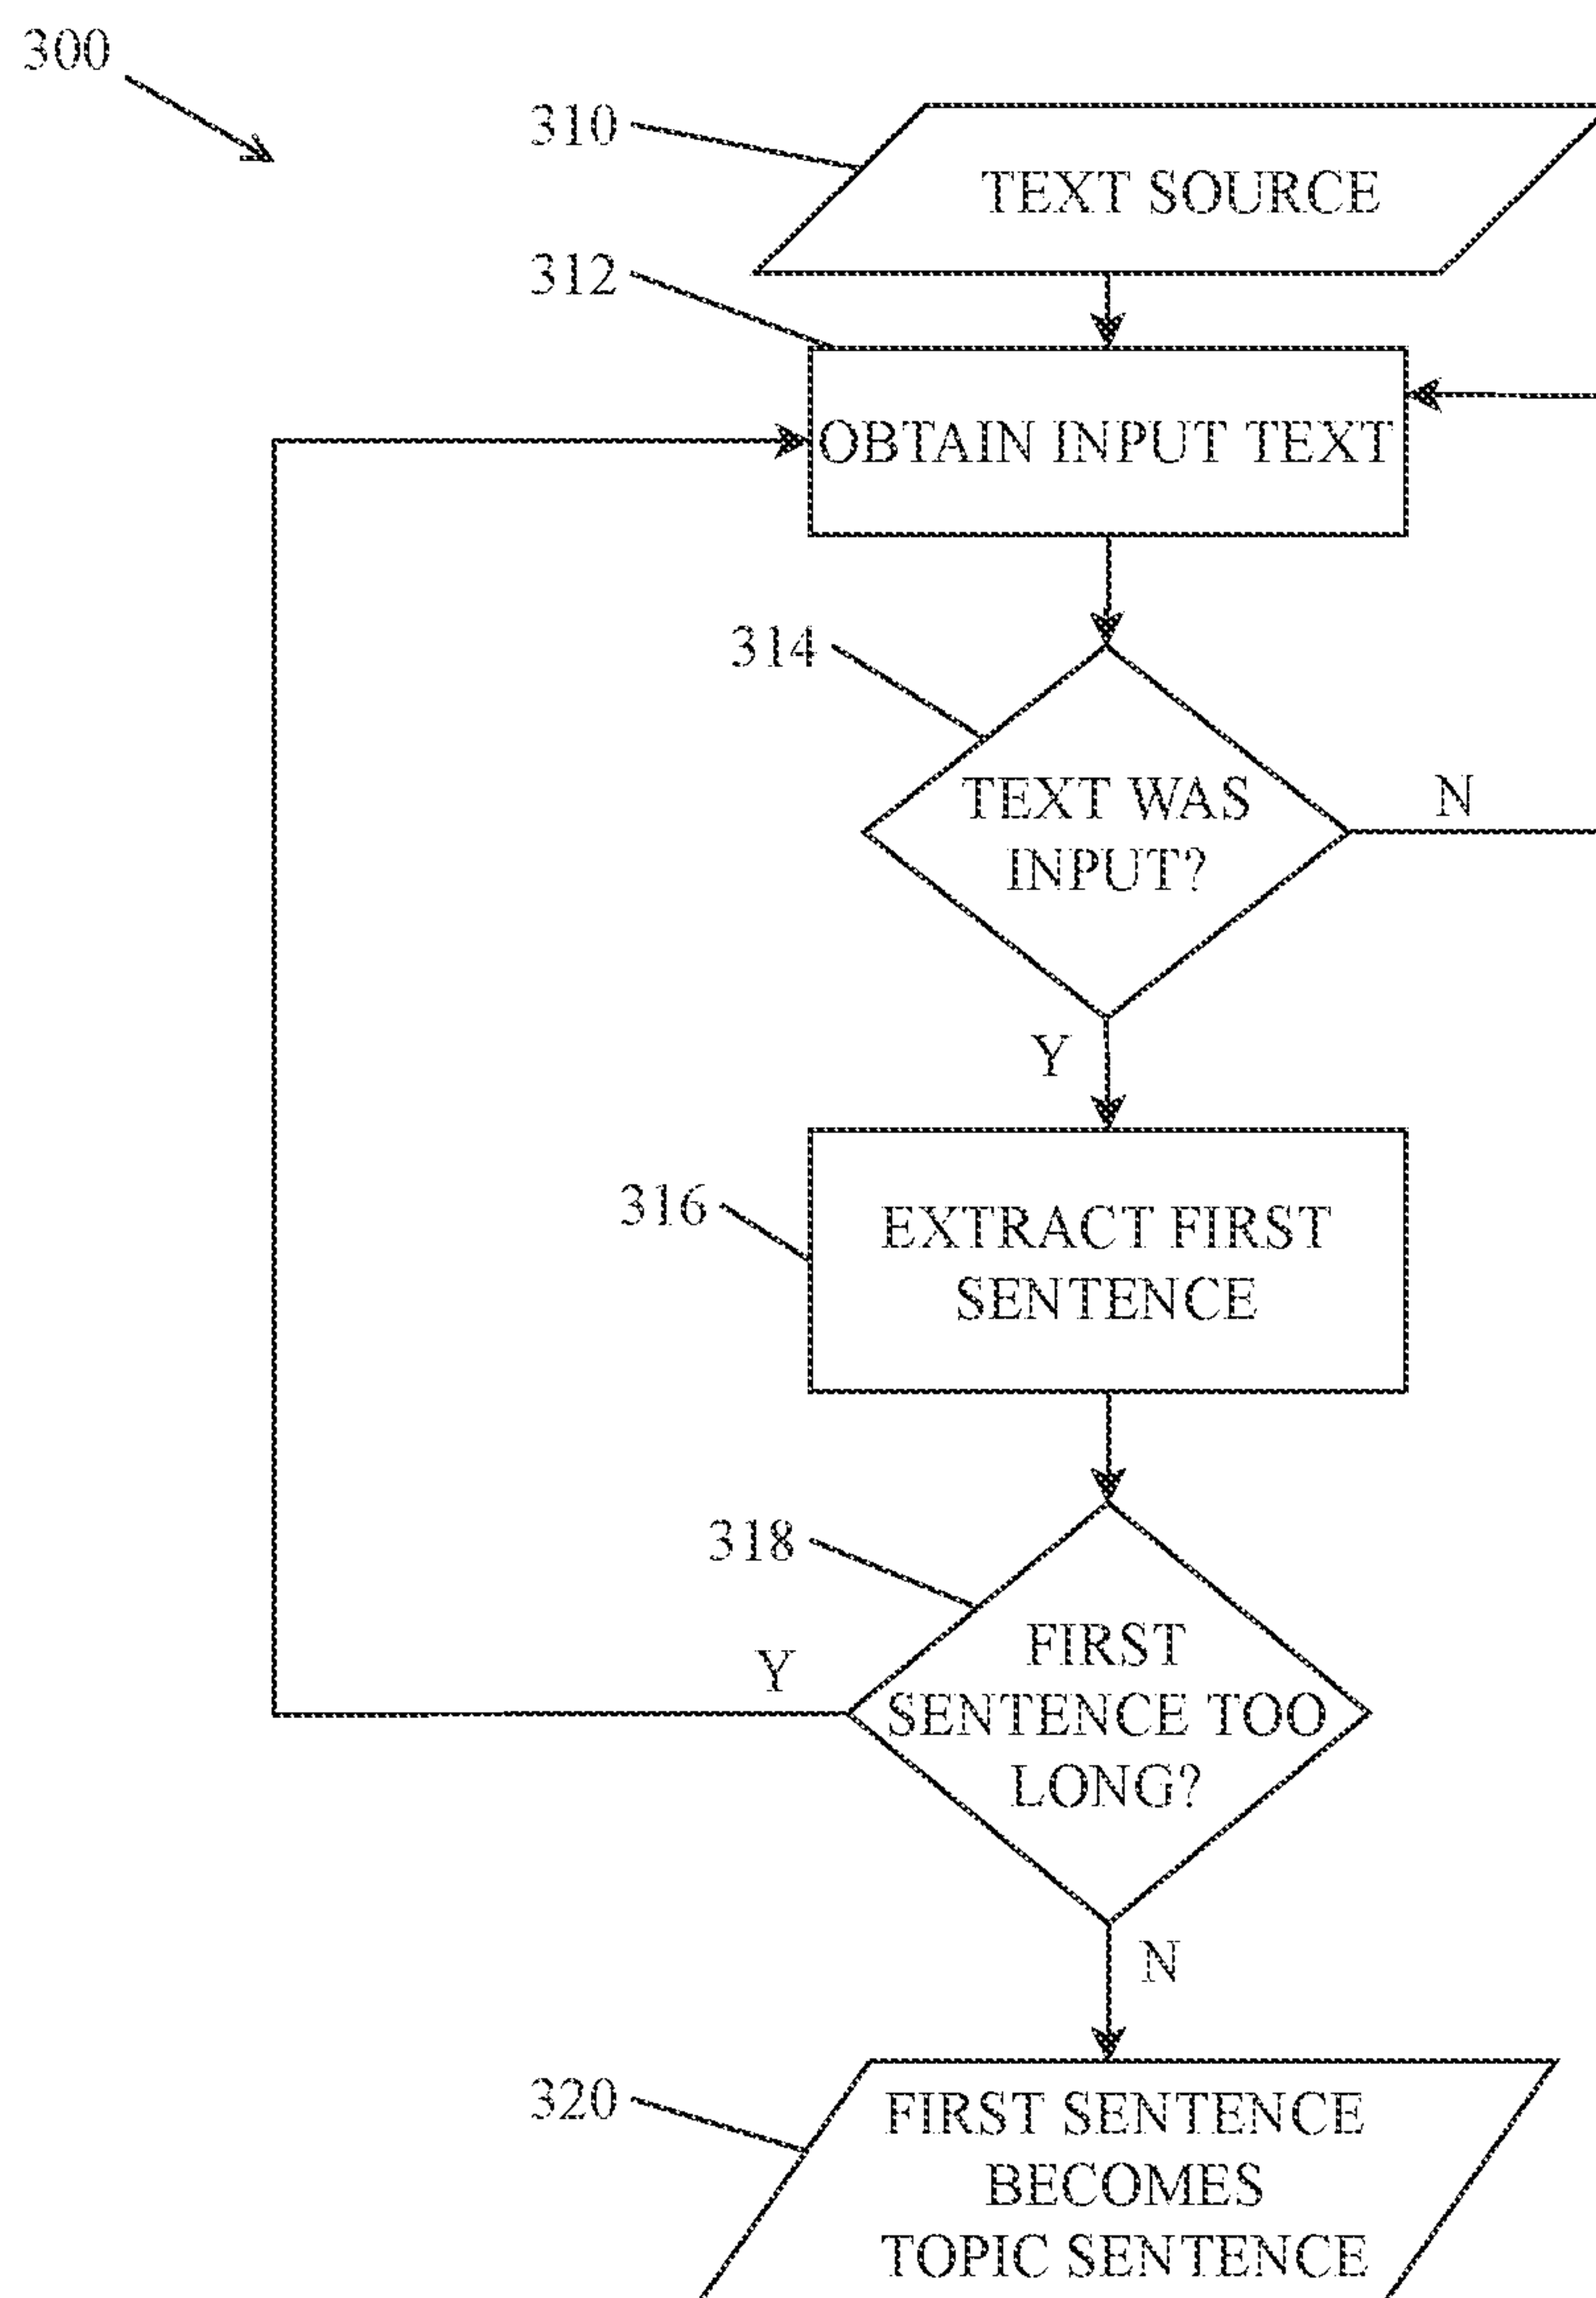 300
310
TEXT SOURCE
312
OBTAIN INPUT TEXT
314
TEXT WAS
INPUT?
N
Y
316
EXTRACT FIRST
SENTENCE
318
FIRST
SENTENCE TOO
LONG?
Y
N
320
FIRST SENTENCE
BECOMES
TOPIC SENTENCE